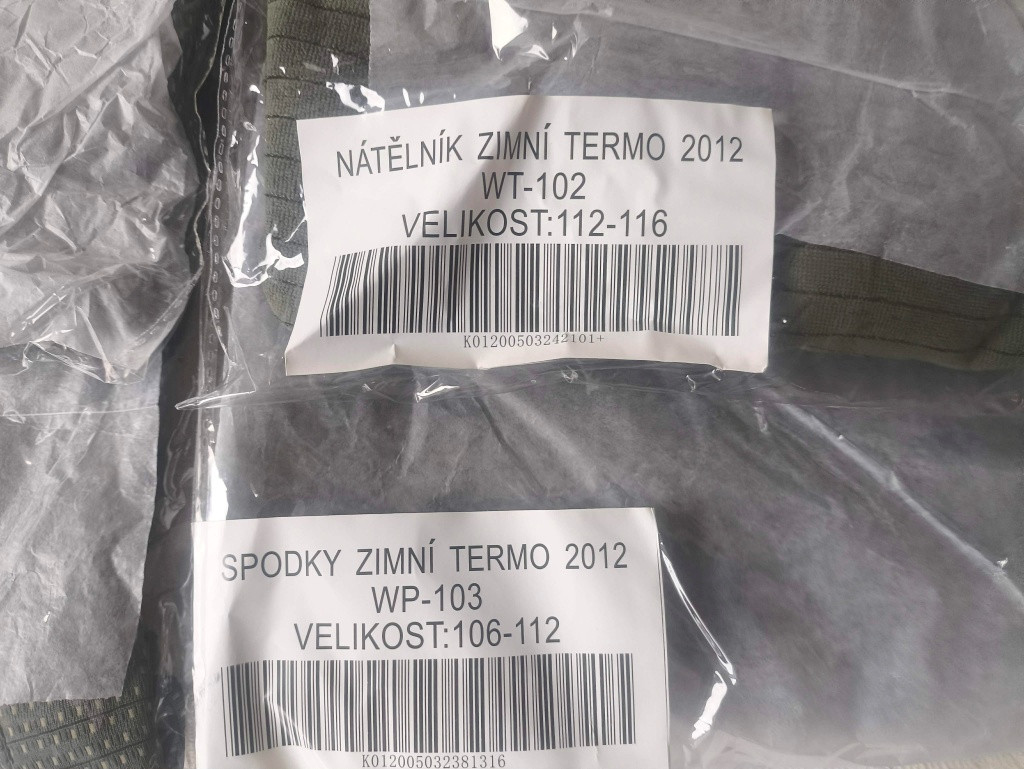 NÁTĚLNÍK ZIMNÍ TERMO 2012
WT-102
VELIKOST:112-116
K01200503242101+
SPODKY ZIMNÍ TERMO 2012
WP-103
VELIKOST:106-112
K012005032381316